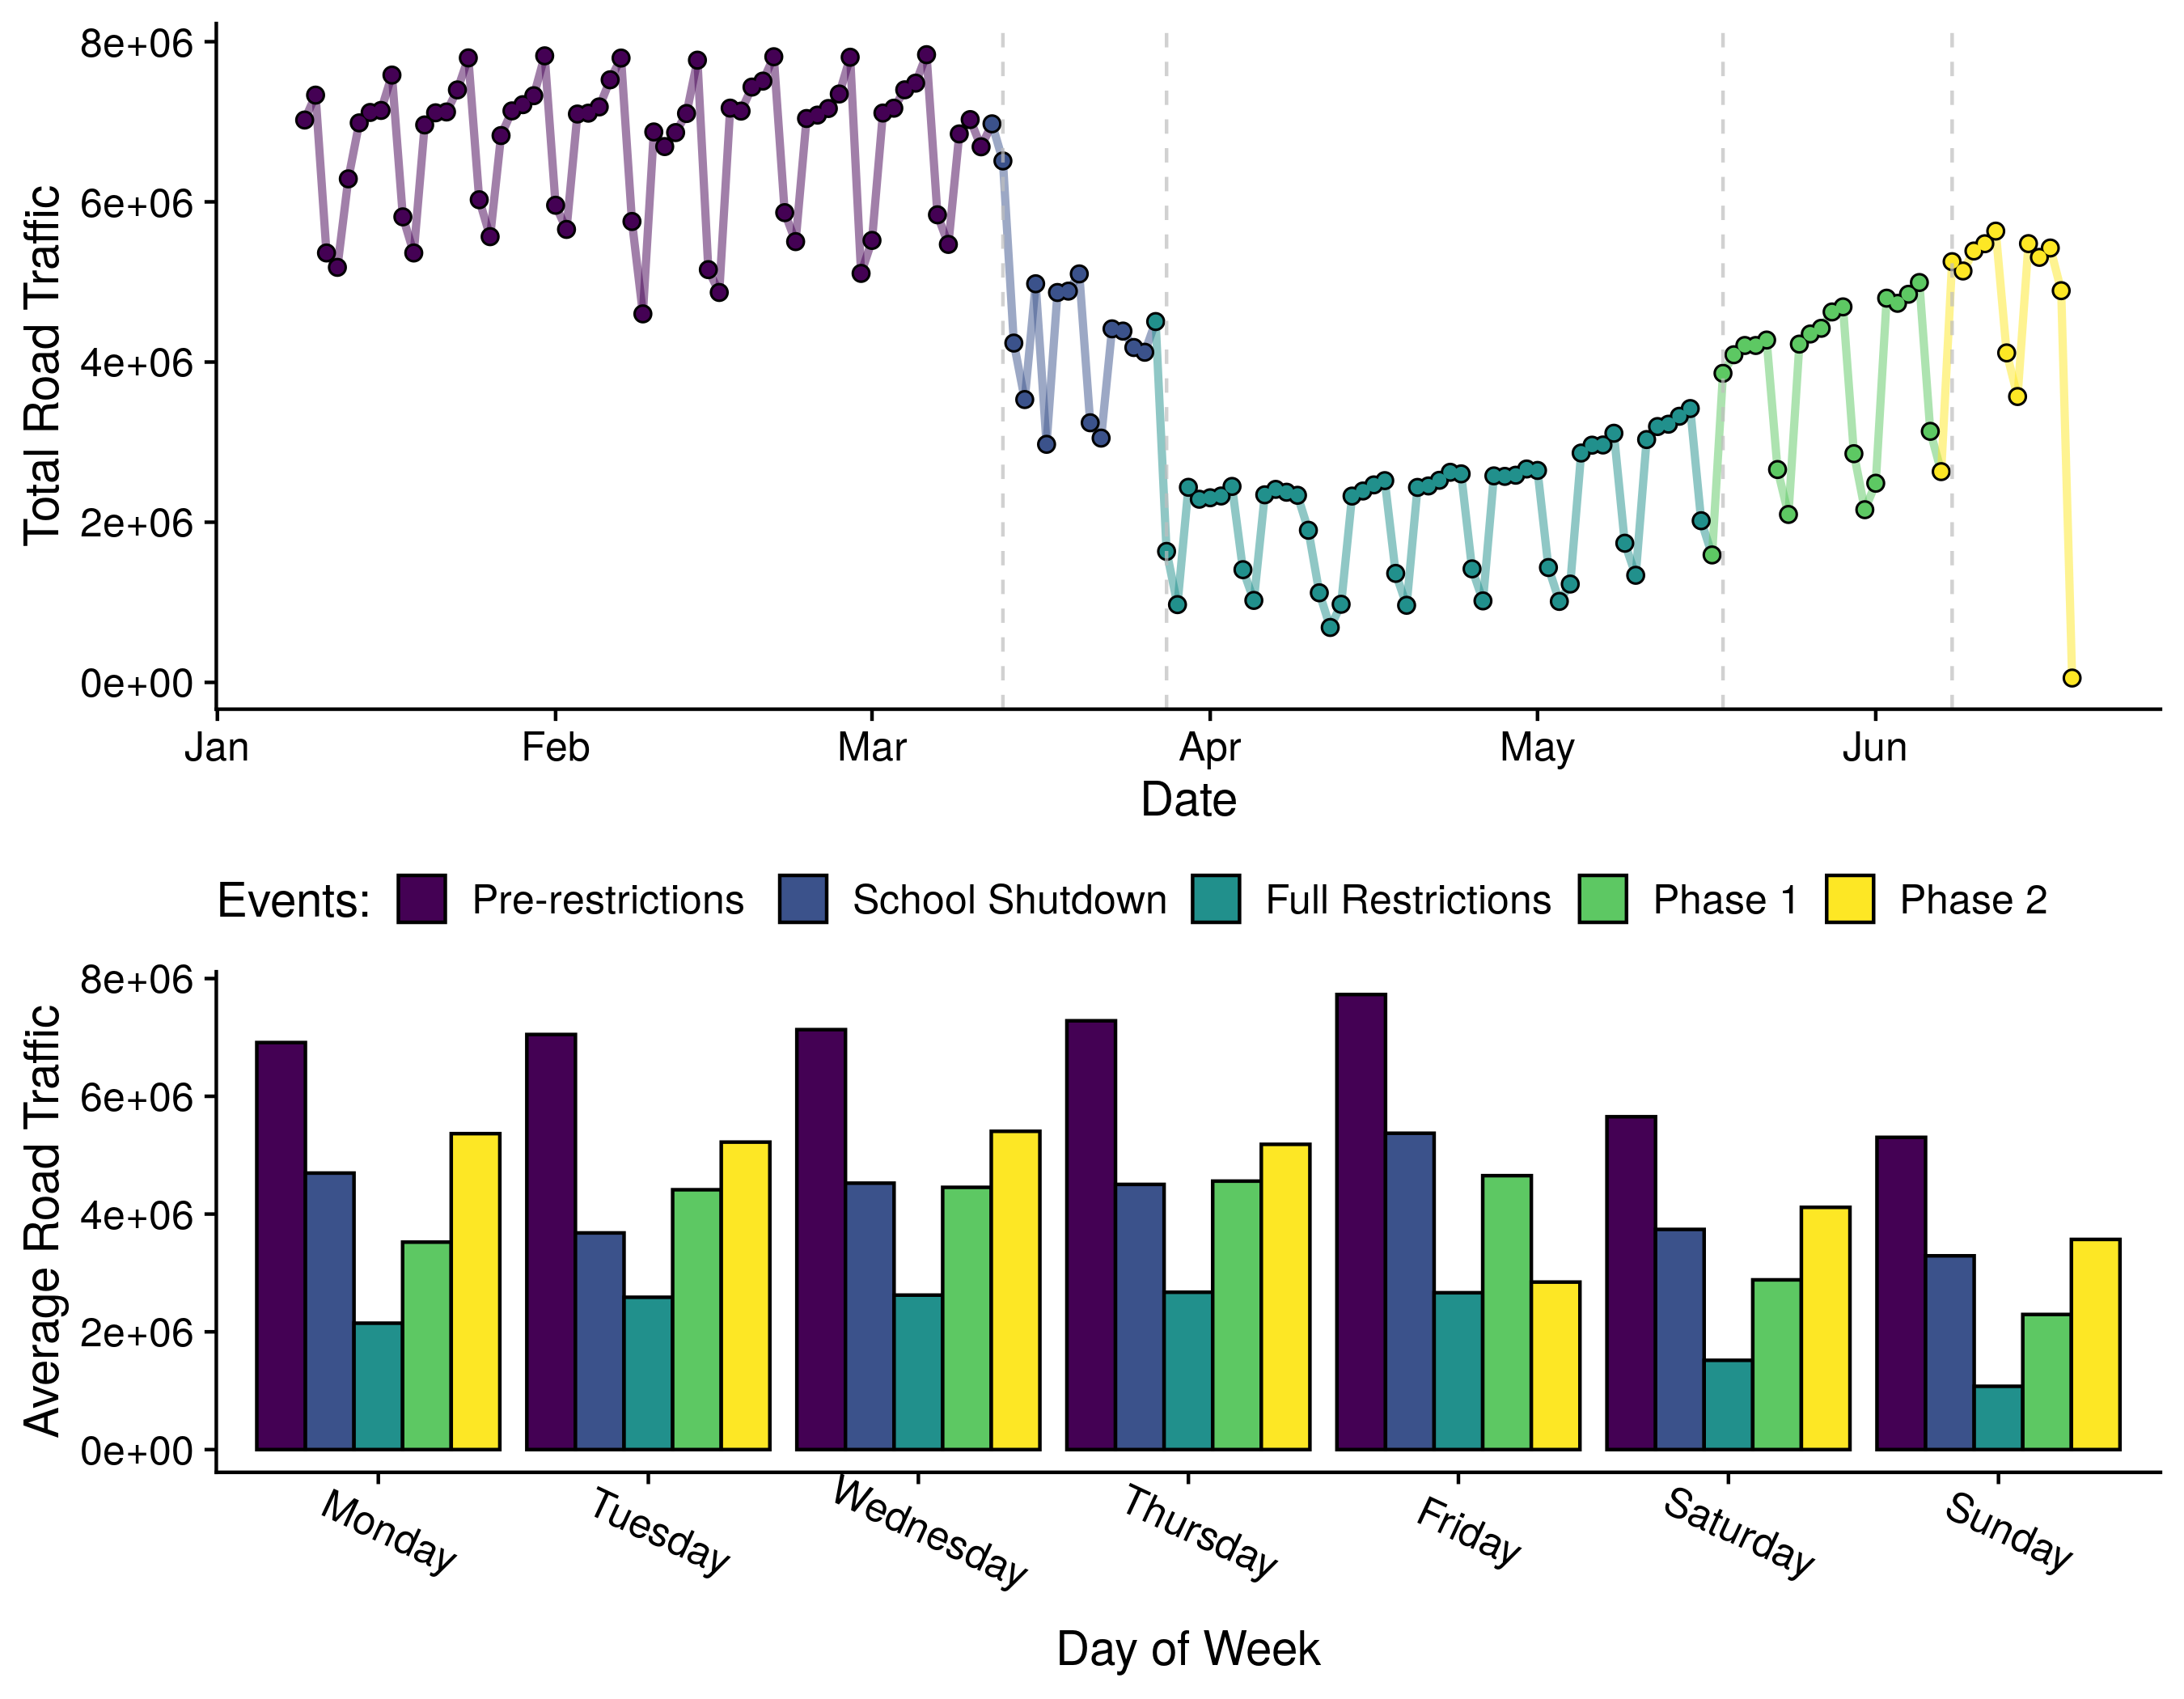 Total Road Traffic
8e+06
6e+06
4e+06
2e+06
0e+00
Jan Feb Mar Apr May Jun
Date
Events: Pre-restrictions School Shutdown Full Restrictions Phase 1 Phase 2
Average Road Traffic
8e+06
6e+06
4e+06
2e+06
0e+00
Monday Tuesday Wednesday Thursday Friday Saturday Sunday
Day of Week